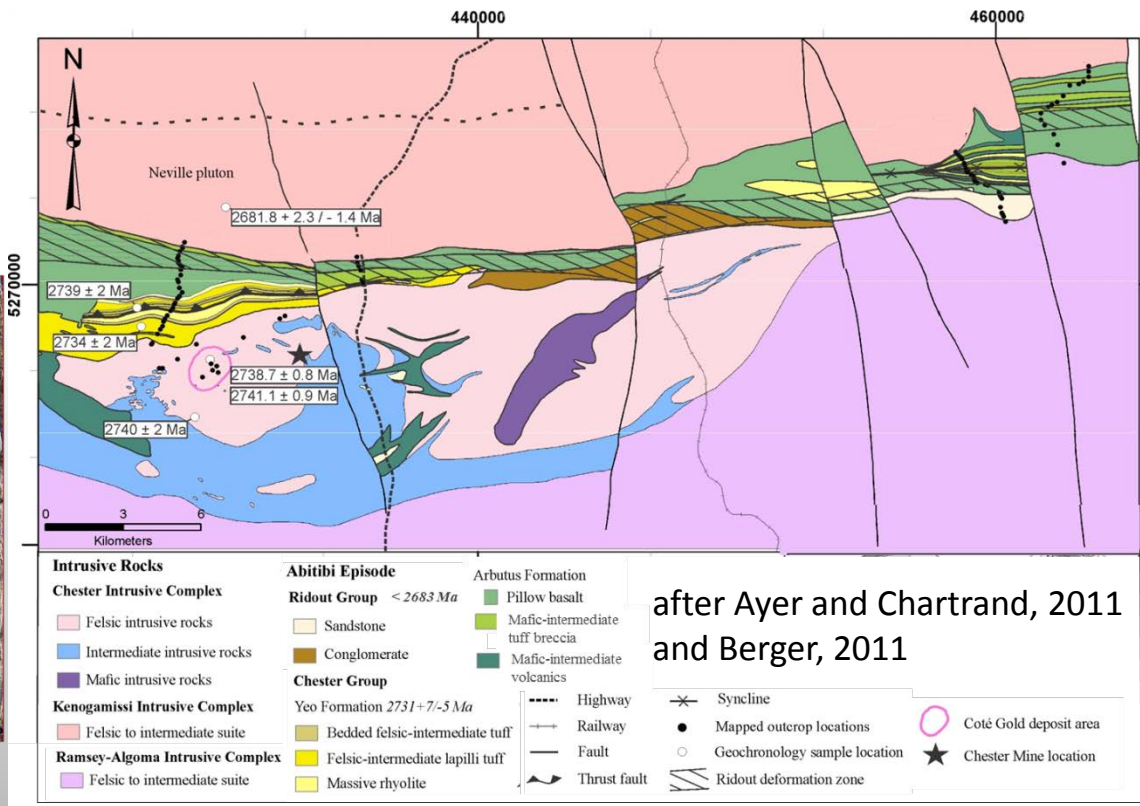 440000
460000
N
Neville pluton
2681.8 + 2.3 / - 1.4 Ma
5270000
2739 ± 2 Ma
2734 ± 2 Ma
2738.7 ± 0.8 Ma
2741.1 ± 0.9 Ma
2740 ± 2 Ma
0 3 6
Kilometers
Intrusive Rocks
Chester Intrusive Complex
Felsic intrusive rocks
Intermediate intrusive rocks
Mafic intrusive rocks
Kenogamissi Intrusive Complex
Felsic to intermediate suite
Ramsey-Algoma Intrusive Complex
Felsic to intermediate suite
Abitibi Episode
Ridout Group < 2683 Ma
Sandstone
Conglomerate
Chester Group
Yeo Formation 2731+7/-5 Ma
Bedded felsic-intermediate tuff
Felsic-intermediate lapilli tuff
Massive rhyolite
Arbutus Formation
Pillow basalt
Mafic-intermediate
tuff breccia
Mafic-intermediate
volcanics
after Ayer and Chartrand, 2011
and Berger, 2011
Highway
Railway
Fault
Thrust fault
Syncline
Mapped outcrop locations
Geochronology sample location
Ridout deformation zone
Coté Gold deposit area
Chester Mine location